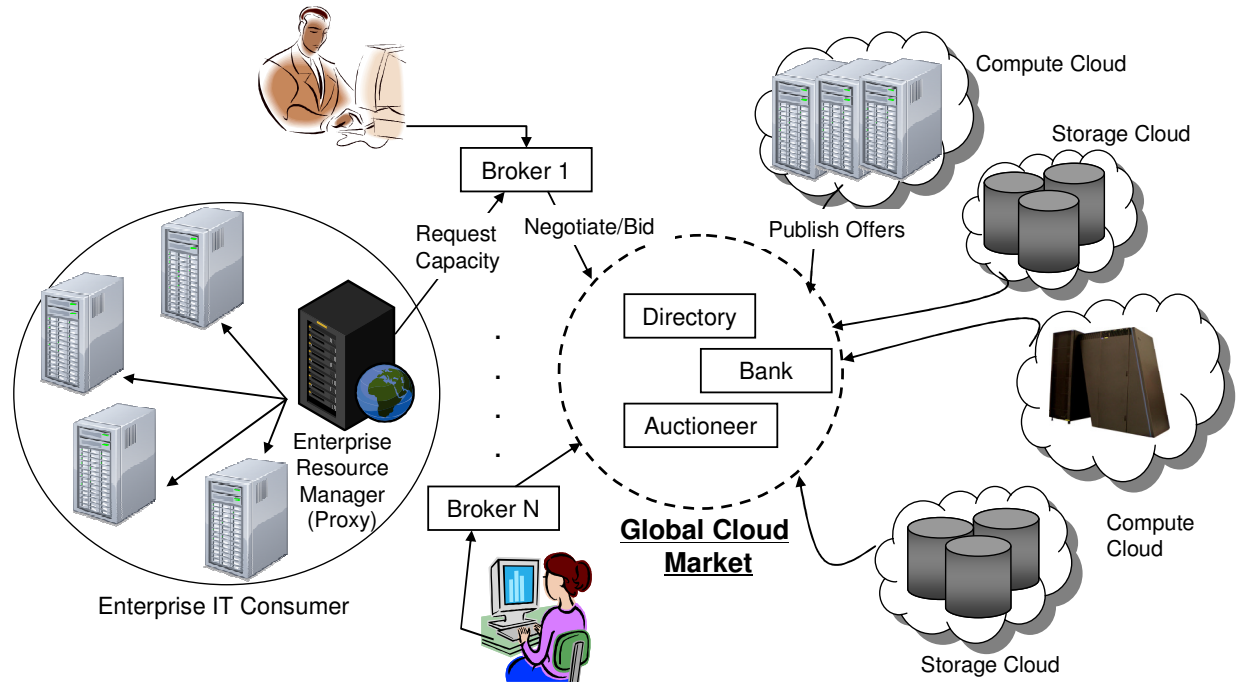 Compute Cloud
Storage Cloud
Broker 1
Negotiate/Bid
Publish Offers
Request
Capacity
Directory
Bank
Auctioneer
Enterprise
Resource
Manager
(Proxy)
Broker N
Global Cloud
Market
Compute
Cloud
Enterprise IT Consumer
Storage Cloud